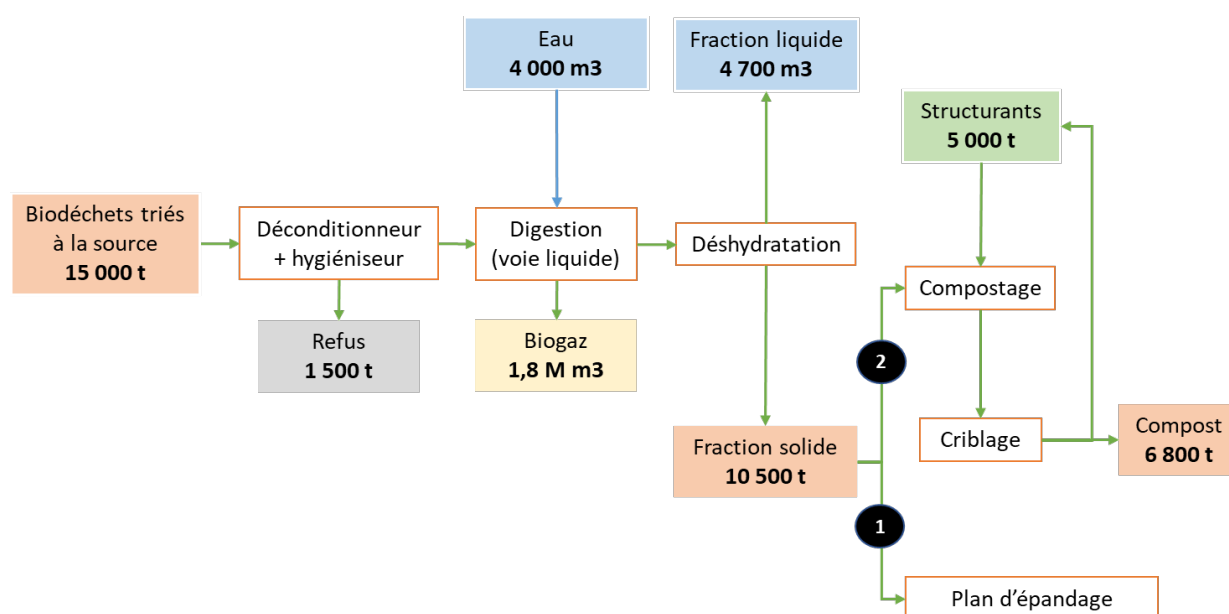 Eau
4 000 m3
Fraction liquide
4 700 m3
Structurants
5 000 t
Biodéchets triés
à la source
15 000 t
Déconditionneur
+ hygiéniseur
Digestion
(voie liquide)
Déshydratation
Compostage
Refus
1 500 t
Biogaz
1,8 M m3
2
Fraction solide
10 500 t
Criblage
Compost
6 800 t
1
Plan d’épandage